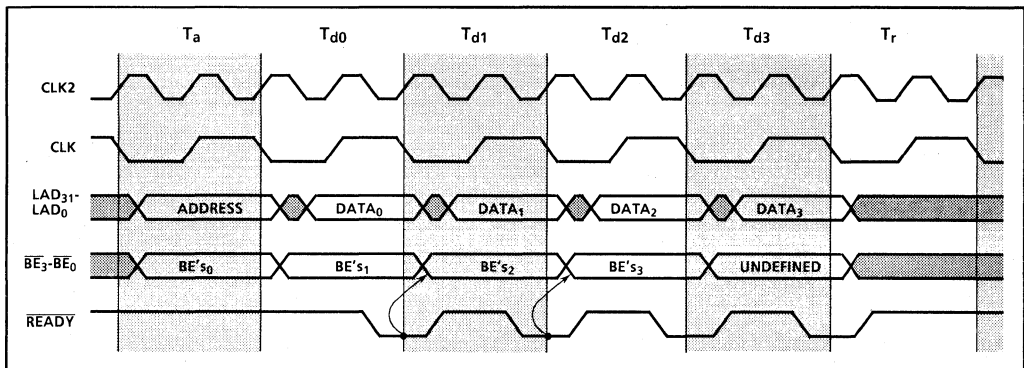 Ta Td0 Td1 Td2 Td3 Tr
CLK2
CLK
LAD31-
LAD0
ADDRESS DATA0 DATA1 DATA2 DATA3
BE3-BE0 BE's0 BE's1 BE's2 BE's3 UNDEFINED
READY